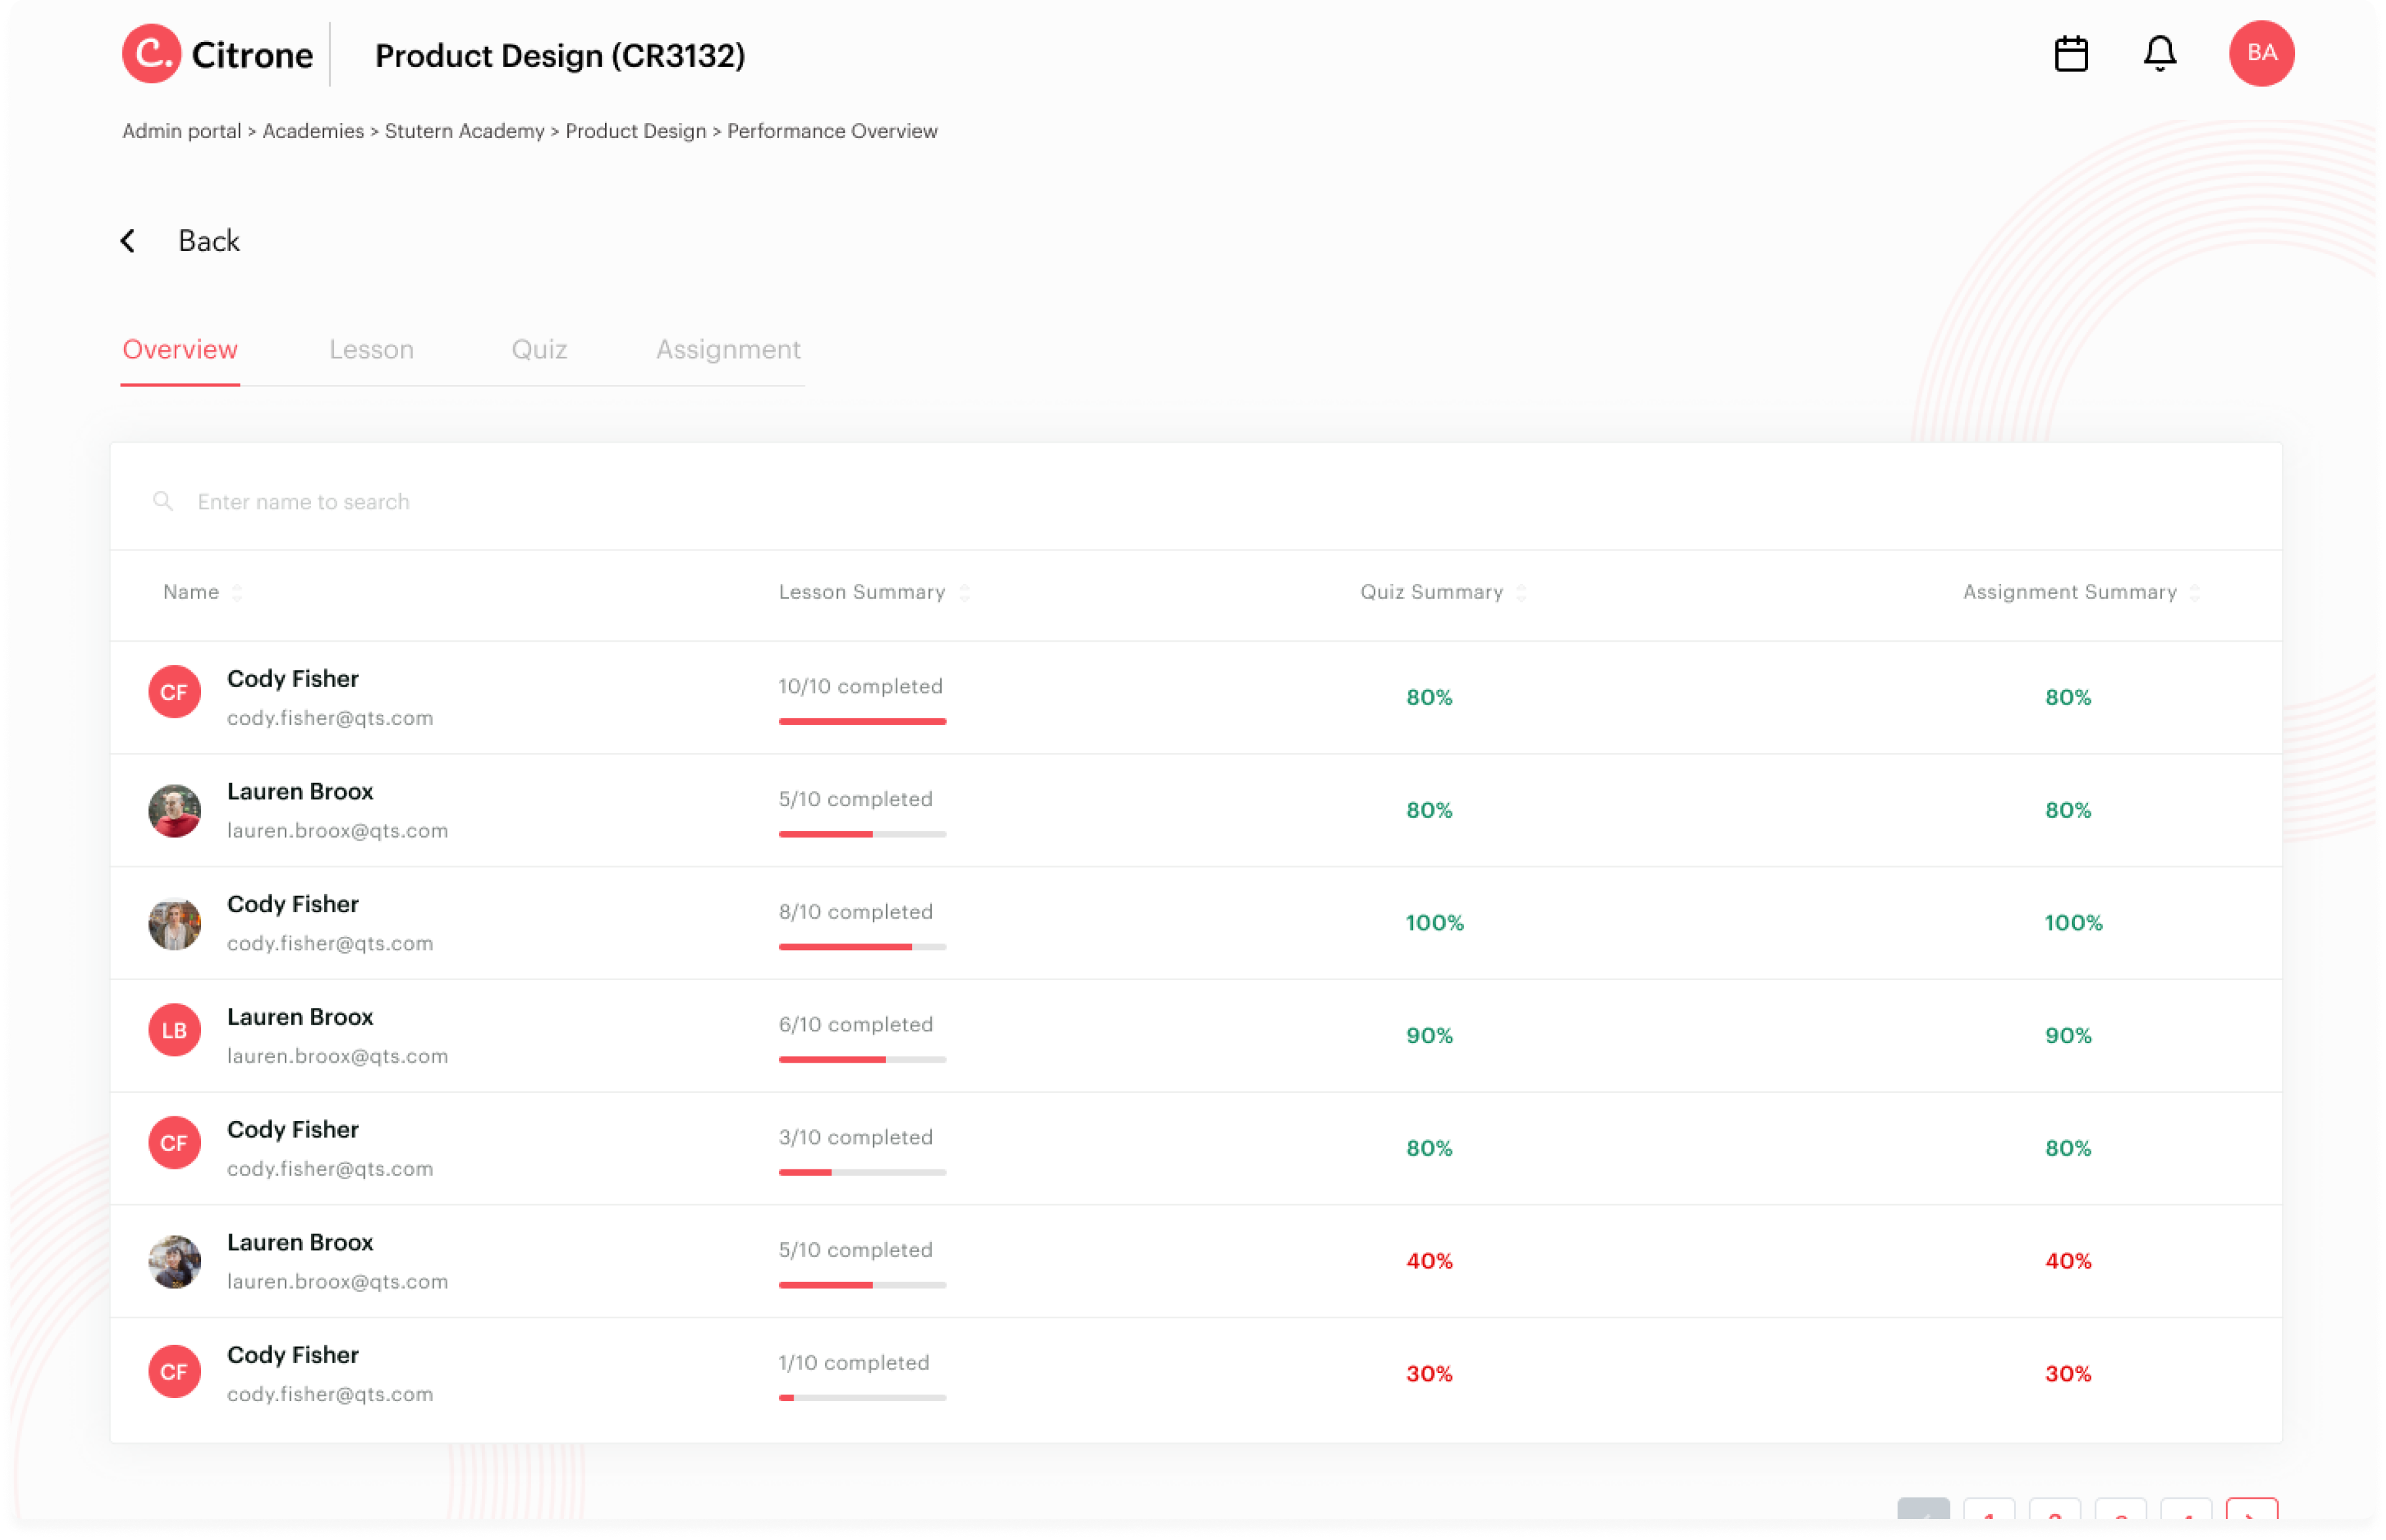 C. Citrone
Product Design (CR3132)
BA
Admin portal > Academies > Stutern Academy > Product Design > Performance Overview
Back
Overview Lesson Quiz Assignment
Enter name to search
Name Lesson Summary Quiz Summary Assignment Summary
CF Cody Fisher
cody.fisher@qts.com
10/10 completed
80% 80%
Lauren Broox
lauren.broox@qts.com
5/10 completed
80% 80%
Cody Fisher
cody.fisher@qts.com
8/10 completed
100% 100%
LB Lauren Broox
lauren.broox@qts.com
6/10 completed
90% 90%
CF Cody Fisher
cody.fisher@qts.com
3/10 completed
80% 80%
Lauren Broox
lauren.broox@qts.com
5/10 completed
40% 40%
CF Cody Fisher
cody.fisher@qts.com
1/10 completed
30% 30%